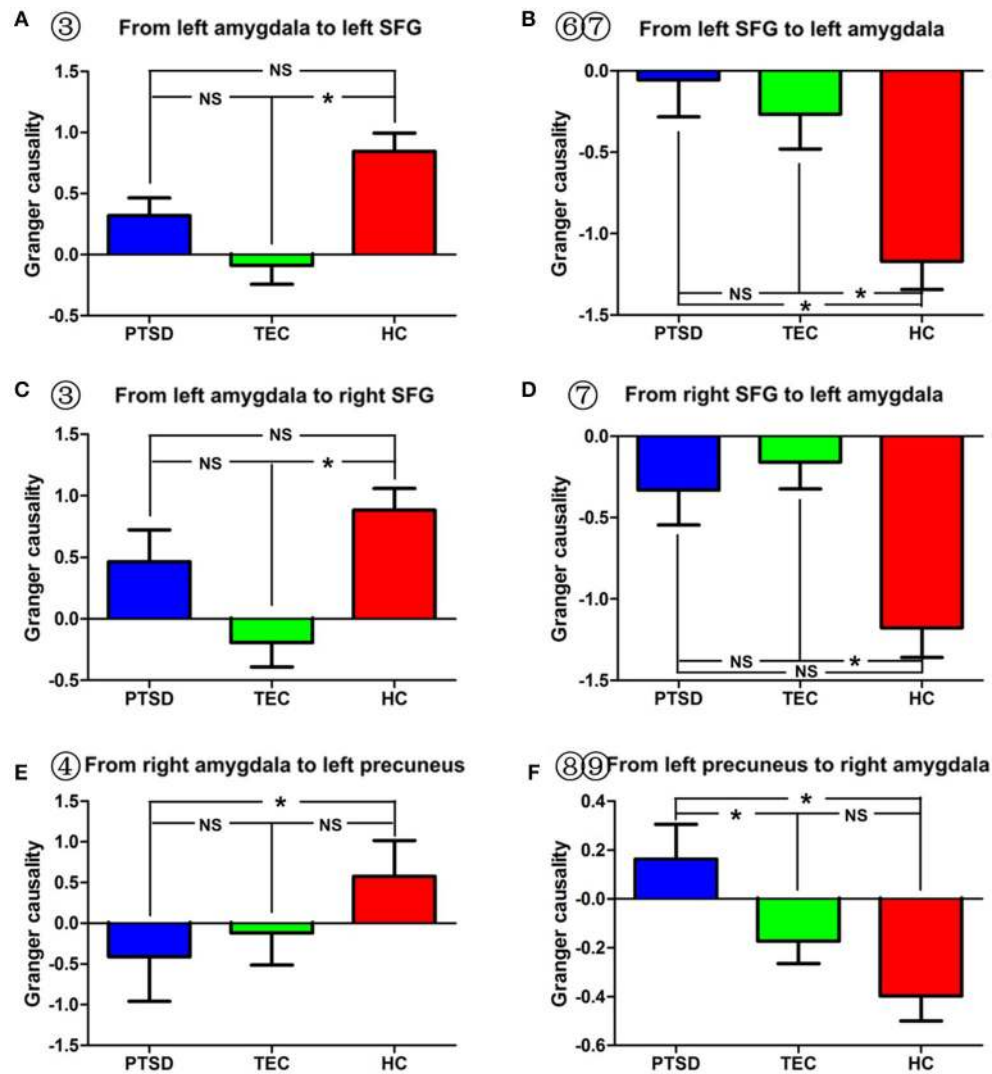 A ③ From left amygdala to left SFG
Granger causality
1.5
1.0
0.5
0.0
-0.5
NS
NS *
PTSD TEC HC
B ⑥⑦ From left SFG to left amygdala
Granger causality
0.0
-0.5
-1.0
-1.5
NS *
*
PTSD TEC HC
C ③ From left amygdala to right SFG
Granger causality
1.5
1.0
0.5
0.0
-0.5
NS
NS *
PTSD TEC HC
D ⑦ From right SFG to left amygdala
Granger causality
0.0
-0.5
-1.0
-1.5
NS *
NS
PTSD TEC HC
E ④ From right amygdala to left precuneus
Granger causality
1.5
1.0
0.5
0.0
-0.5
-1.0
-1.5
*
NS NS
PTSD TEC HC
F ⑧⑨ From left precuneus to right amygdala
Granger causality
0.4
0.2
-0.0
-0.2
-0.4
-0.6
*
* NS
PTSD TEC HC